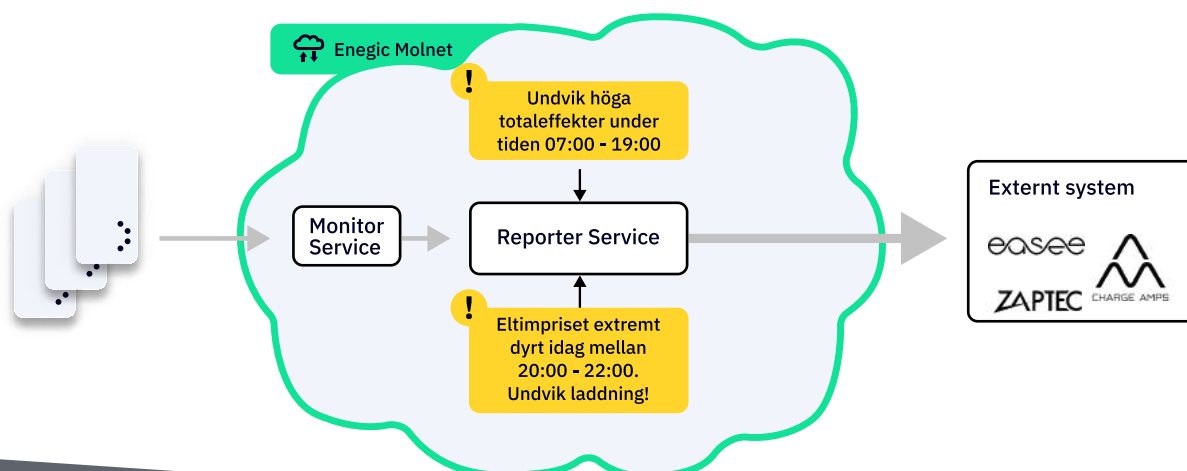 Enegic Molnet
!
Undvik höga
totaleffekter under
tiden 07:00 - 19:00
Monitor
Service
Reporter Service
!
Eltimpriset extremt
dyrt idag mellan
20:00 - 22:00.
Undvik laddning!
Externt system
easee
ZAPTEC
CHARGE AMPS